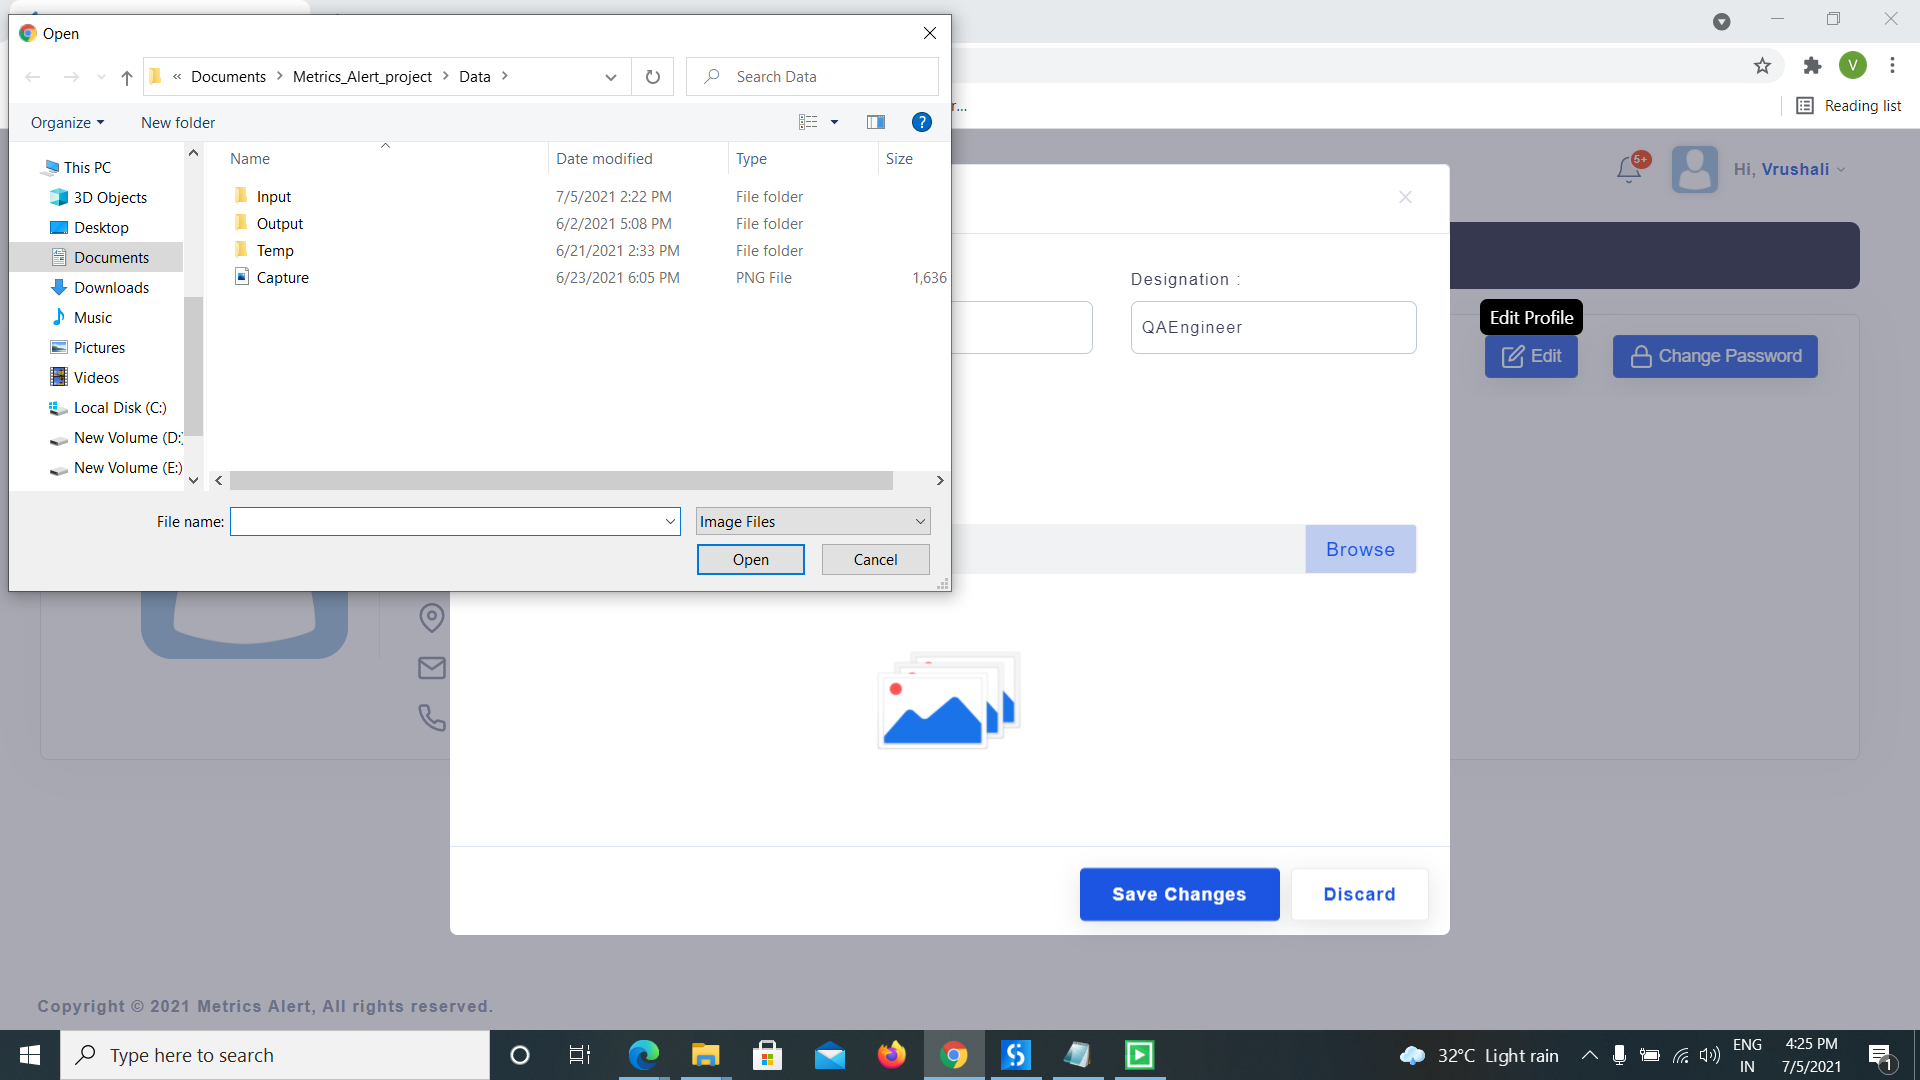 Open
« Documents > Metrics_Alert_project > Data >
Search Data
Organize
New folder
Name
Date modified
Type
Size
This PC
3D Objects
Desktop
Documents
Downloads
Music
Pictures
Videos
Local Disk (C:)
New Volume (D:)
New Volume (E:)
Input 7/5/2021 2:22 PM File folder
Output 6/2/2021 5:08 PM File folder
Temp 6/21/2021 2:33 PM File folder
Capture 6/23/2021 6:05 PM PNG File 1,636
File name:
Image Files
Open
Cancel
r...
V
Reading list
5+
Hi, Vrushali
Designation :
QAEngineer
Edit Profile
Edit
Change Password
Browse
Save Changes
Discard
Copyright © 2021 Metrics Alert, All rights reserved.
Type here to search
32°C Light rain
ENG
IN
4:25 PM
7/5/2021
1